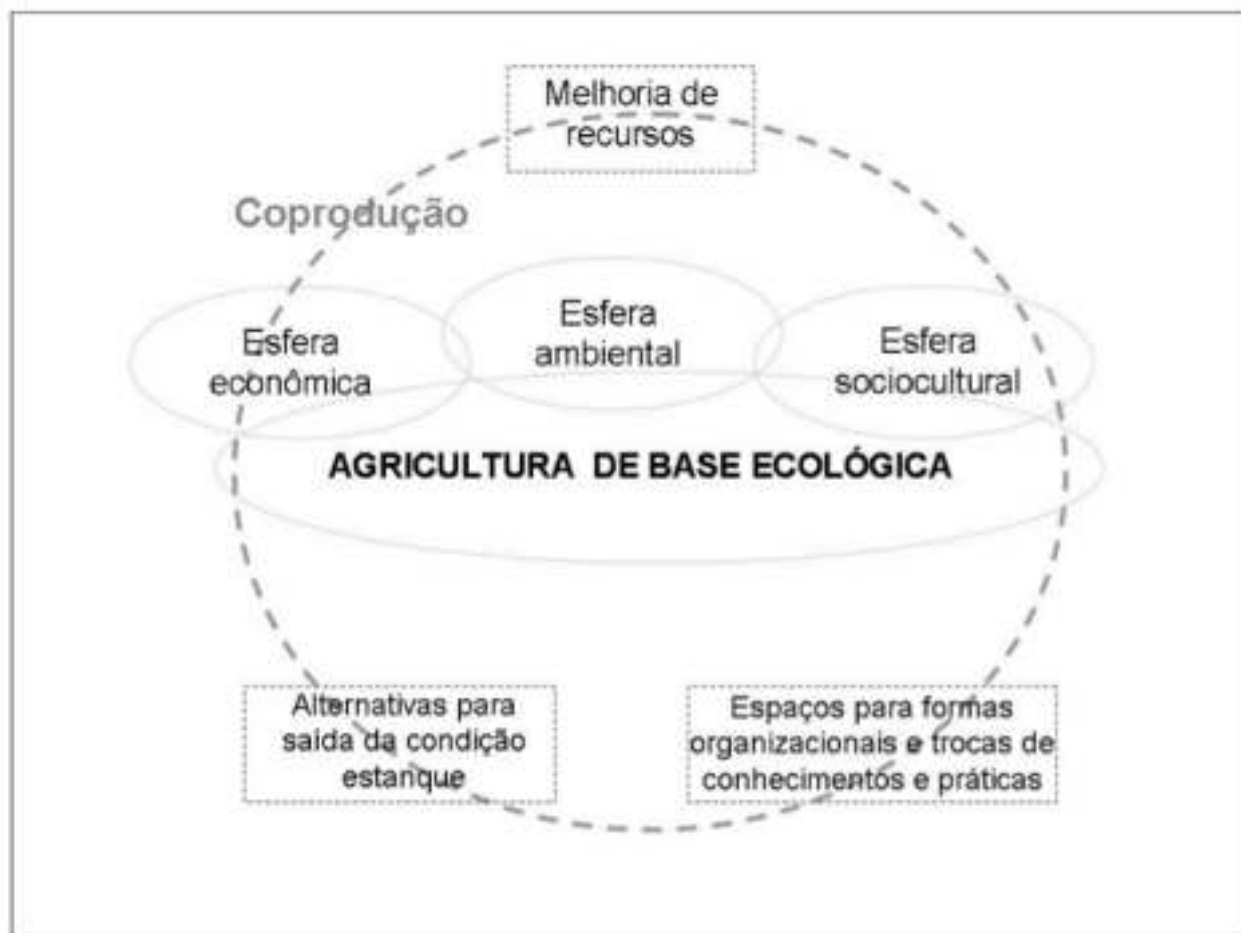 Melhoria de
recursos
Coprodução
Esfera
econômica
Esfera
ambiental
Esfera
sociocultural
AGRICULTURA DE BASE ECOLÓGICA
Alternativas para
saida da condição
estanque
Espaços para formas
organizacionais e trocas de
conhecimentos e práticas